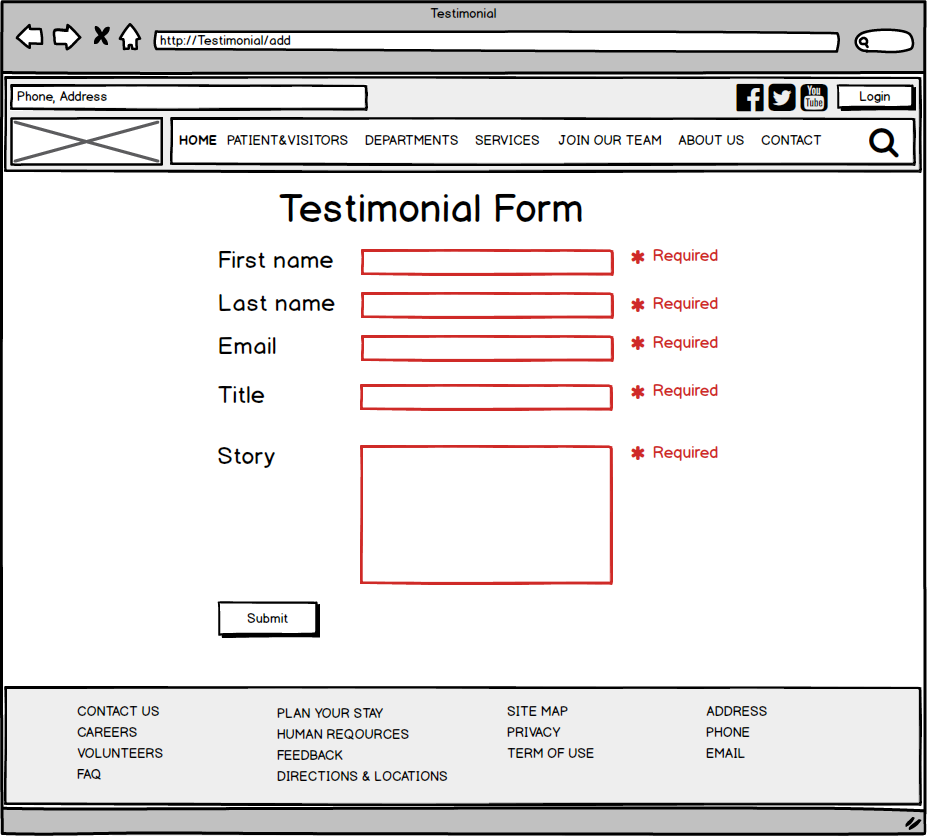 Testimonial
http://Testimonial/add
Phone, Address
You
Tube
Login
HOME PATIENT&VISITORS DEPARTMENTS SERVICES JOIN OUR TEAM ABOUT US CONTACT
Testimonial Form
First name * Required
Last name * Required
Email * Required
Title * Required
Story * Required
Submit
CONTACT US PLAN YOUR STAY SITE MAP ADDRESS
CAREERS HUMAN REQOURCES PRIVACY PHONE
VOLUNTEERS FEEDBACK TERM OF USE EMAIL
FAQ DIRECTIONS & LOCATIONS